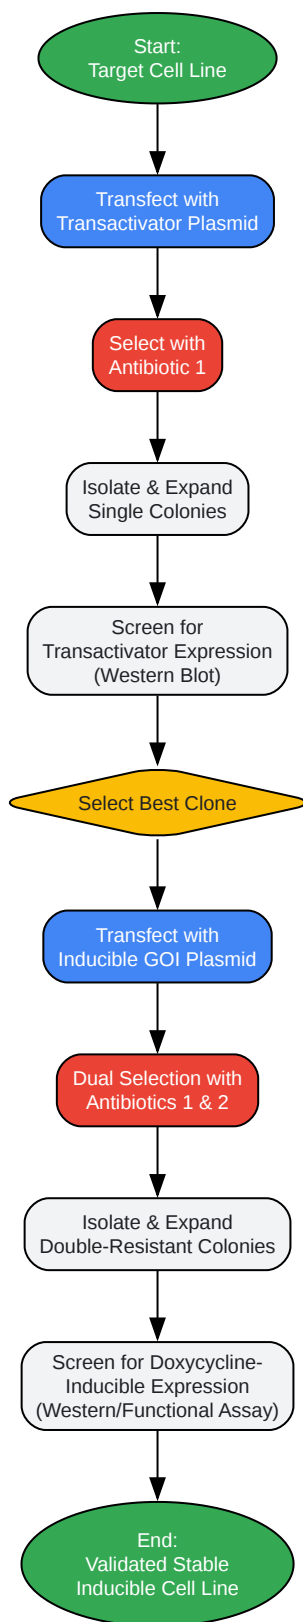 Start:
Target Cell Line
Transfect with
Transactivator Plasmid
Select with
Antibiotic 1
Isolate & Expand
Single Colonies
Screen for
Transactivator Expression
(Western Blot)
Select Best Clone
Transfect with
Inducible GOI Plasmid
Dual Selection with
Antibiotics 1 & 2
Isolate & Expand
Double-Resistant Colonies
Screen for Doxycycline-
Inducible Expression
(Western/Functional Assay)
End:
Validated Stable
Inducible Cell Line